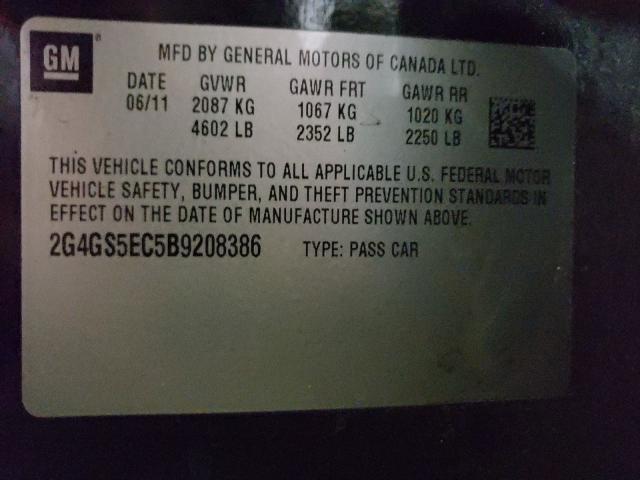 GM
MFD BY GENERAL MOTORS OF CANADA LTD.
DATE GVWR GAWR FRT GAWR RR
06/11 2087 KG 1067 KG 1020 KG
4602 LB 2352 LB 2250 LB
THIS VEHICLE CONFORMS TO ALL APPLICABLE U.S. FEDERAL MOTOR
VEHICLE SAFETY, BUMPER, AND THEFT PREVENTION STANDARDS IN
EFFECT ON THE DATE OF MANUFACTURE SHOWN ABOVE.
2G4GS5EC5B9208386 TYPE: PASS CAR